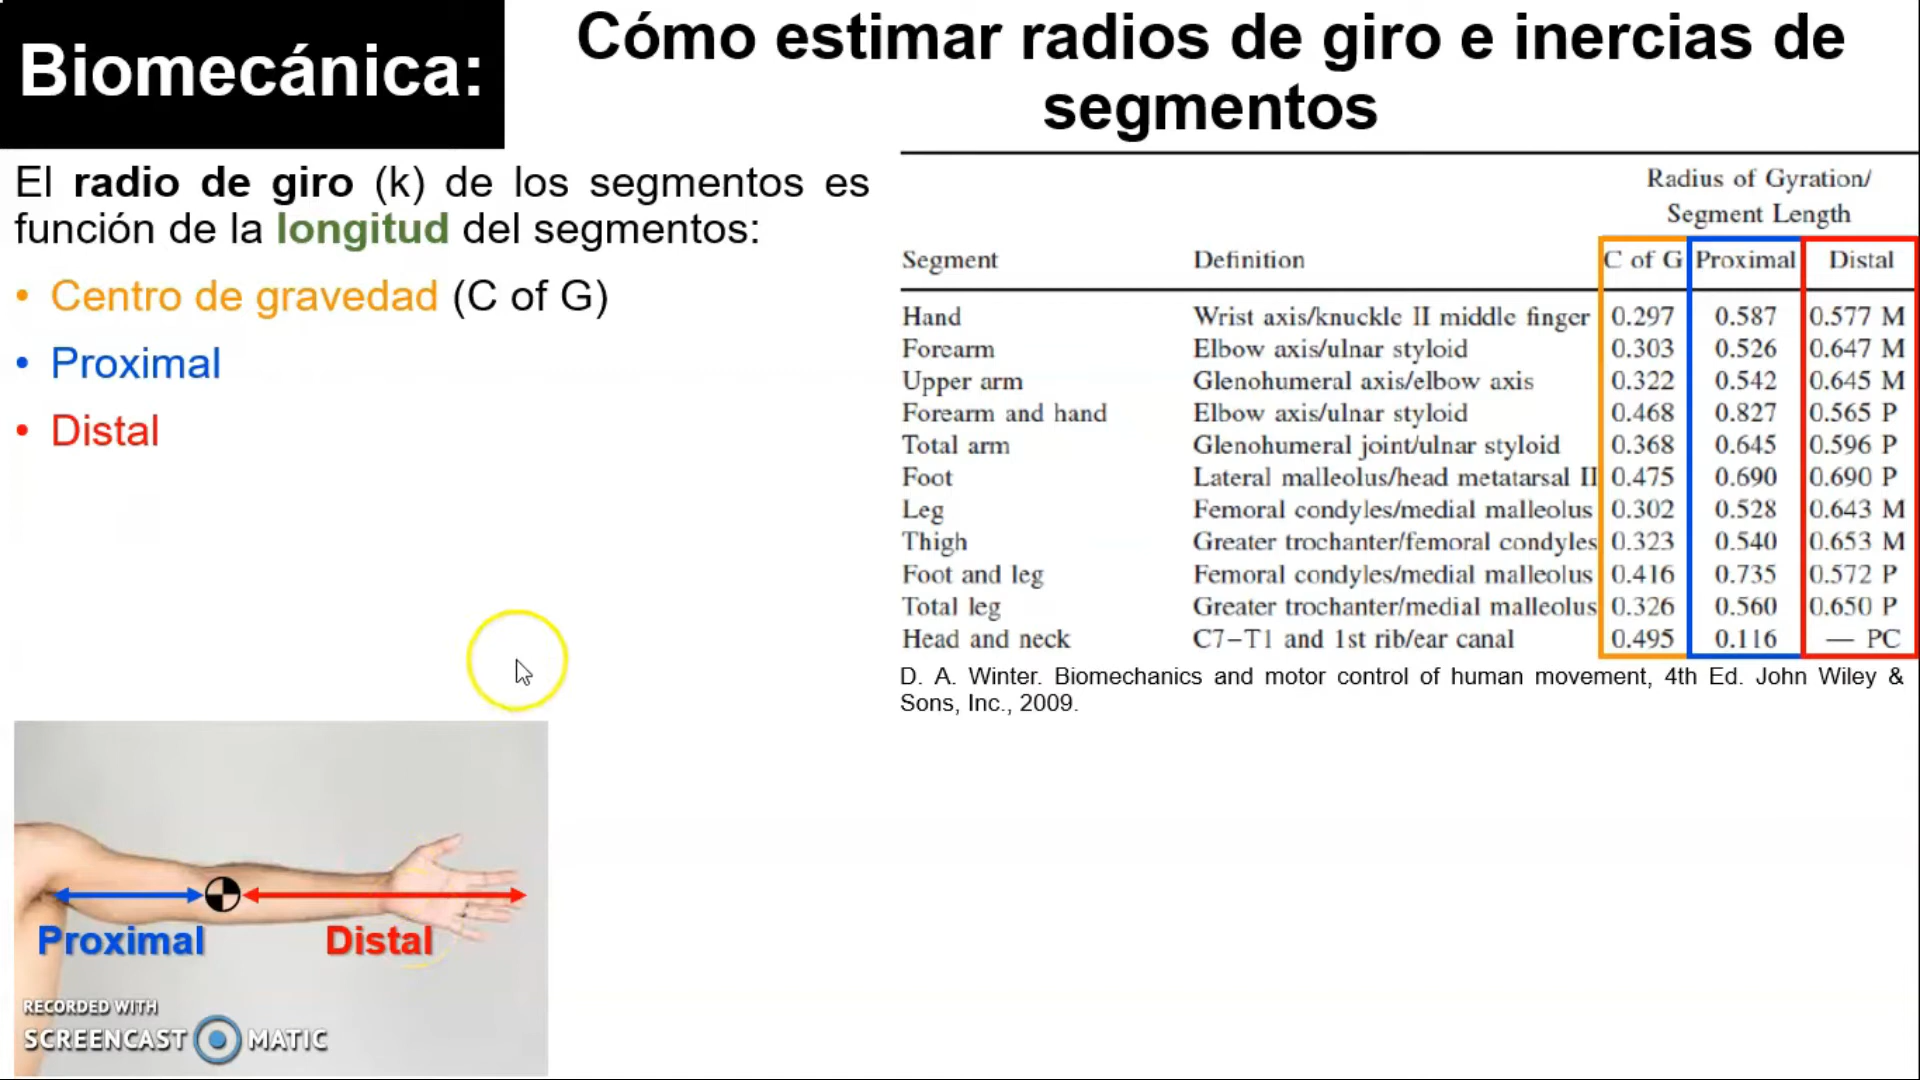 Biomecánica:
Cómo estimar radios de giro e inercias de
segmentos
El radio de giro (k) de los segmentos es
función de la longitud del segmentos:
• Centro de gravedad (C of G)
• Proximal
• Distal
Radius of Gyration/
Segment Length
Segment Definition C of G Proximal Distal
Hand Wrist axis/knuckle II middle finger 0.297 0.587 0.577 M
Forearm Elbow axis/ulnar styloid 0.303 0.526 0.647 M
Upper arm Glenohumeral axis/elbow axis 0.322 0.542 0.645 M
Forearm and hand Elbow axis/ulnar styloid 0.468 0.827 0.565 P
Total arm Glenohumeral joint/ulnar styloid 0.368 0.645 0.596 P
Foot Lateral malleolus/head metatarsal II 0.475 0.690 0.690 P
Leg Femoral condyles/medial malleolus 0.302 0.528 0.643 M
Thigh Greater trochanter/femoral condyles 0.323 0.540 0.653 M
Foot and leg Femoral condyles/medial malleolus 0.416 0.735 0.572 P
Total leg Greater trochanter/medial malleolus 0.326 0.560 0.650 P
Head and neck C7–T1 and 1st rib/ear canal 0.495 0.116 — PC
D. A. Winter. Biomechanics and motor control of human movement, 4th Ed. John Wiley &
Sons, Inc., 2009.
Proximal Distal
RECORDED WITH
SCREENCAST MATIC